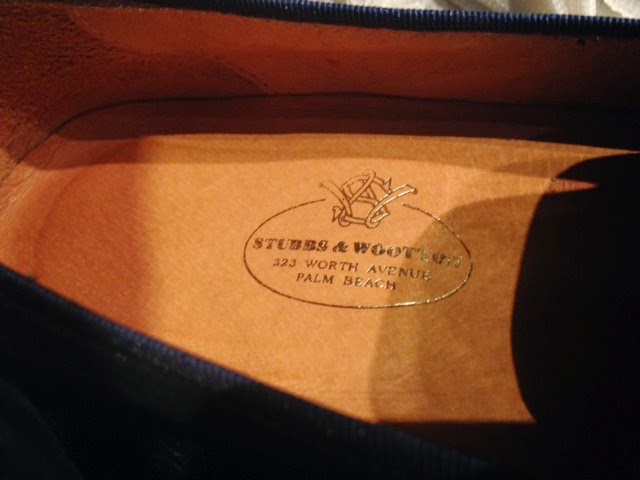 STUBBS & WOOTTON
323 WORTH AVENUE
PALM BEACH